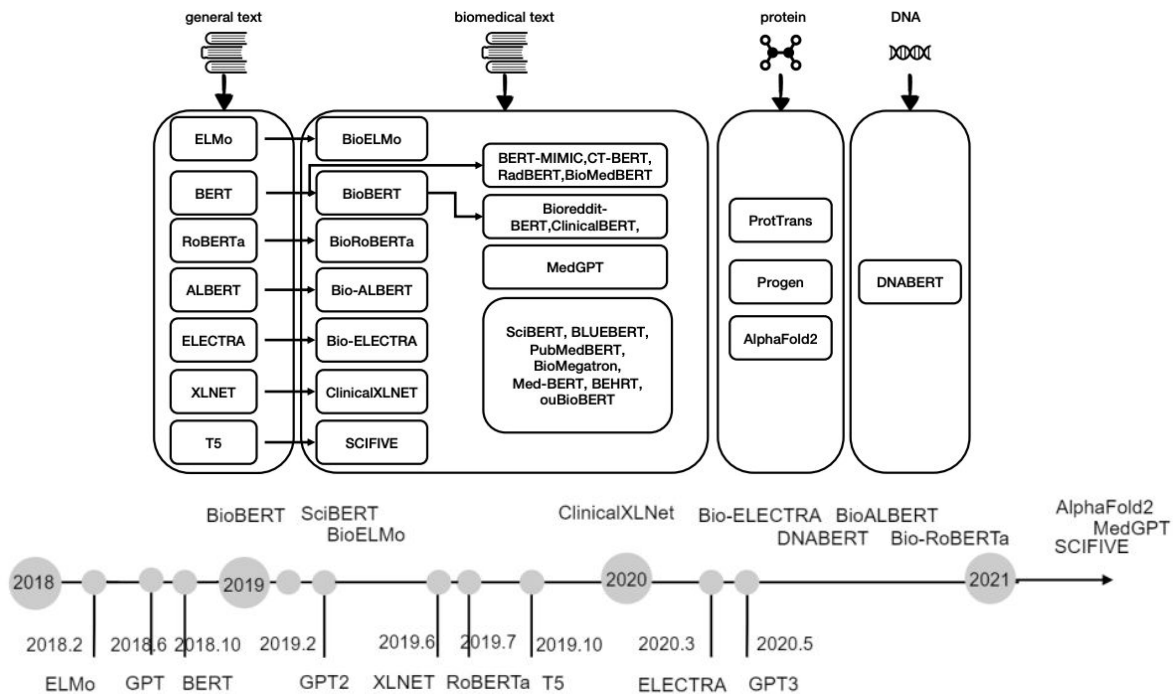 general text
biomedical text
protein
DNA
ELMo
BERT
RoBERTa
ALBERT
ELECTRA
XLNET
T5
BioELMo
BioBERT
BioRoBERTa
Bio-ALBERT
Bio-ELECTRA
ClinicalXLNET
SCIFIVE
BERT-MIMIC,CT-BERT,
RadBERT,BioMedBERT
Bioreddit-
BERT,ClinicalBERT,
MedGPT
SciBERT, BLUEBERT,
PubMedBERT,
BioMegatron,
Med-BERT, BEHRT,
ouBioBERT
ProtTrans
Progen
AlphaFold2
DNABERT
BioBERT
SciBERT
BioELMo
ClinicalXLNet
Bio-ELECTRA
DNABERT
BioALBERT
Bio-RoBERTa
AlphaFold2
MedGPT
SCIFIVE
2018
2019
2020
2021
2018.2
2018.6
2018.10
2019.2
2019.6
2019.7
2019.10
2020.3
2020.5
ELMo
GPT
BERT
GPT2
XLNET
RoBERTa
T5
ELECTRA
GPT3